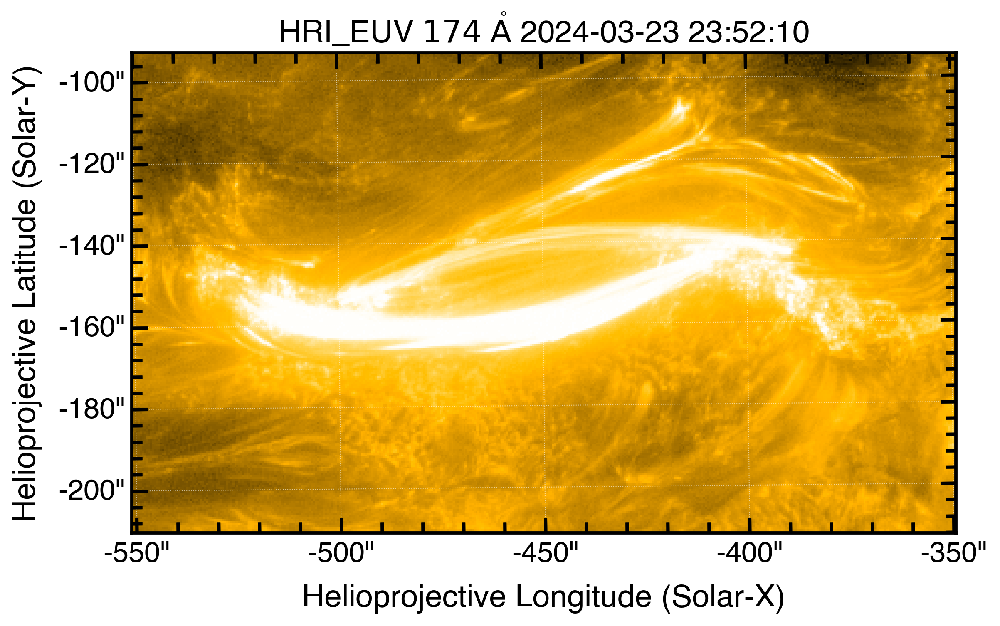 HRI_EUV 174 Å 2024-03-23 23:52:10
Helioprojective Latitude (Solar-Y)
-100"
-120"
-140"
-160"
-180"
-200"
-550" -500" -450" -400" -350"
Helioprojective Longitude (Solar-X)